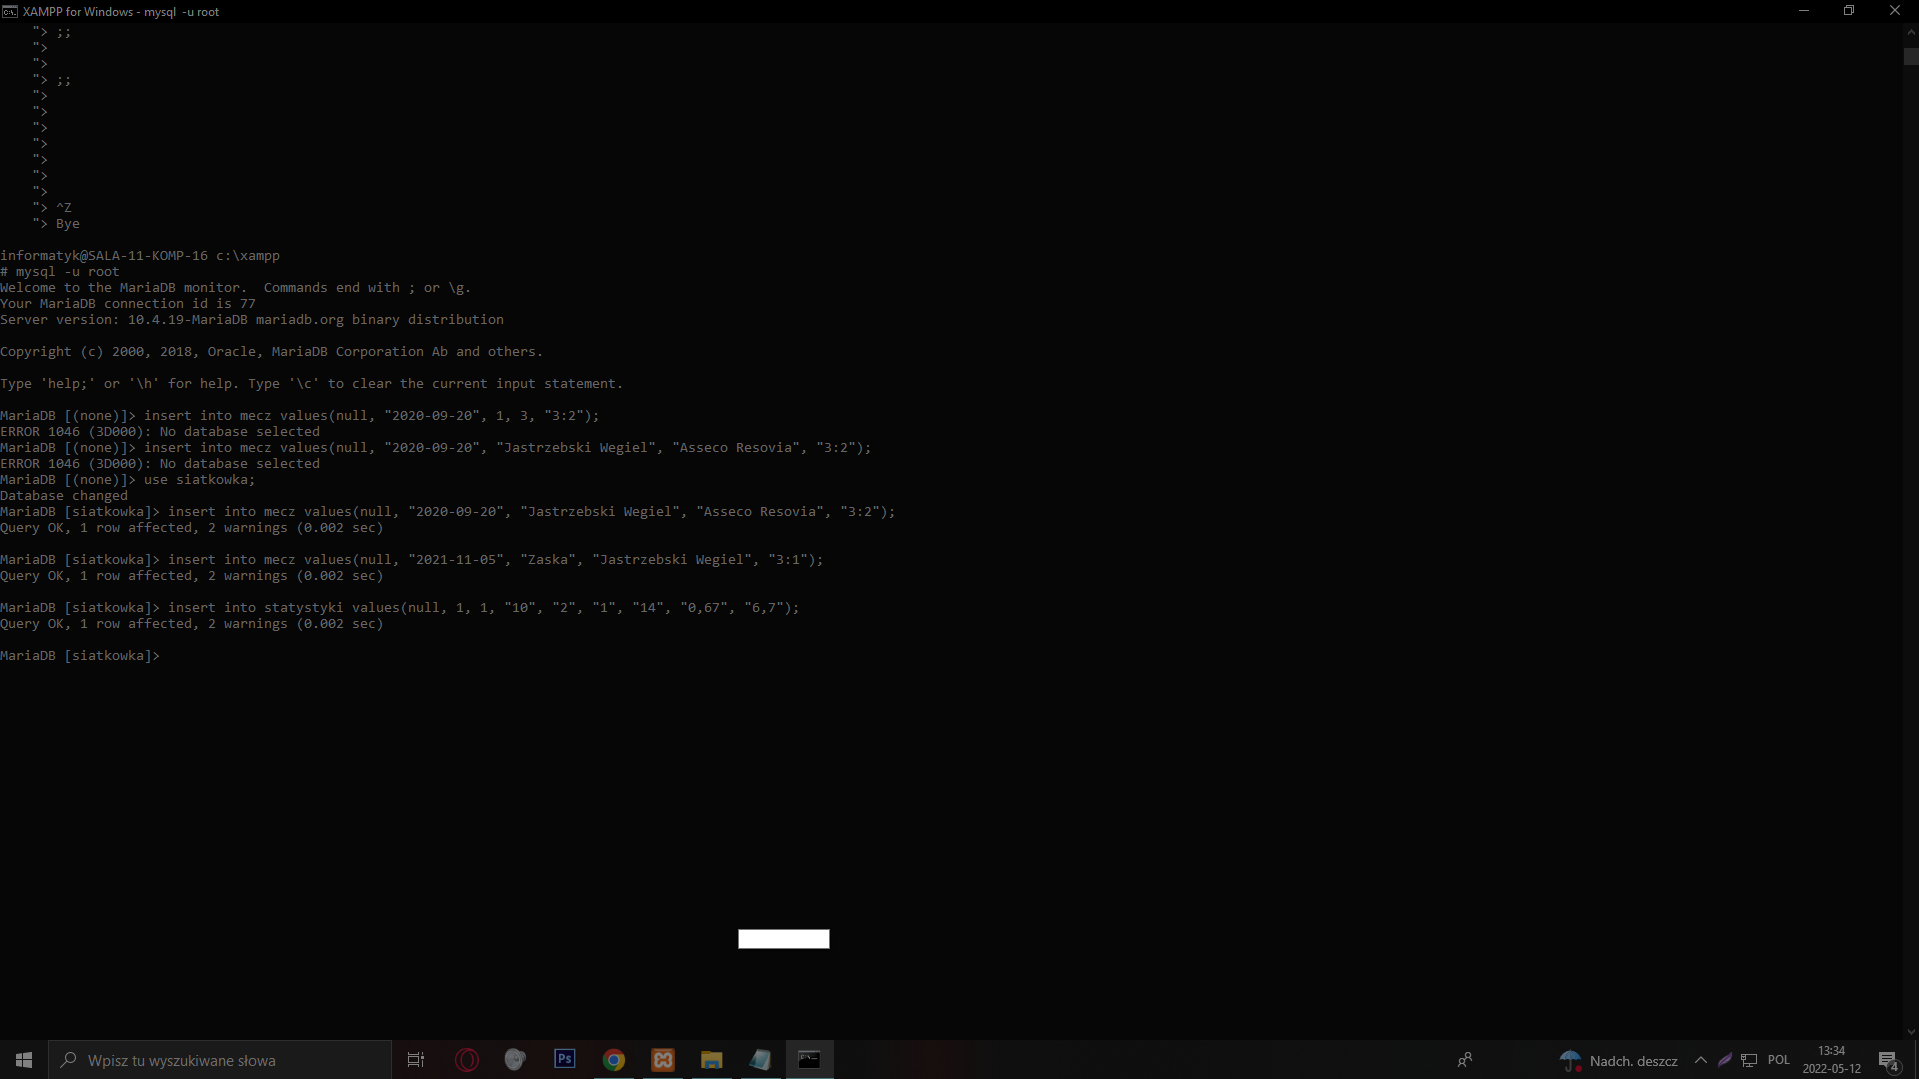 XAMPP for Windows - mysql  -u root
"> ;;
">
">
"> ;;
">
">
">
">
">
">
">
"> ^Z
"> Bye
informatyk@SALA-11-KOMP-16 c:\xampp
# mysql -u root
Welcome to the MariaDB monitor.  Commands end with ; or \g.
Your MariaDB connection id is 77
Server version: 10.4.19-MariaDB mariadb.org binary distribution
Copyright (c) 2000, 2018, Oracle, MariaDB Corporation Ab and others.
Type 'help;' or '\h' for help. Type '\c' to clear the current input statement.
MariaDB [(none)]> insert into mecz values(null, "2020-09-20", 1, 3, "3:2");
ERROR 1046 (3D000): No database selected
MariaDB [(none)]> insert into mecz values(null, "2020-09-20", "Jastrzebski Wegiel", "Asseco Resovia", "3:2");
ERROR 1046 (3D000): No database selected
MariaDB [(none)]> use siatkowka;
Database changed
MariaDB [siatkowka]> insert into mecz values(null, "2020-09-20", "Jastrzebski Wegiel", "Asseco Resovia", "3:2");
Query OK, 1 row affected, 2 warnings (0.002 sec)
MariaDB [siatkowka]> insert into mecz values(null, "2021-11-05", "Zaska", "Jastrzebski Wegiel", "3:1");
Query OK, 1 row affected, 2 warnings (0.002 sec)
MariaDB [siatkowka]> insert into statystyki values(null, 1, 1, "10", "2", "1", "14", "0,67", "6,7");
Query OK, 1 row affected, 2 warnings (0.002 sec)
MariaDB [siatkowka]>
Wpisz tu wyszukiwane słowa
Ps
Nadch. deszcz
POL
13:34
2022-05-12
4